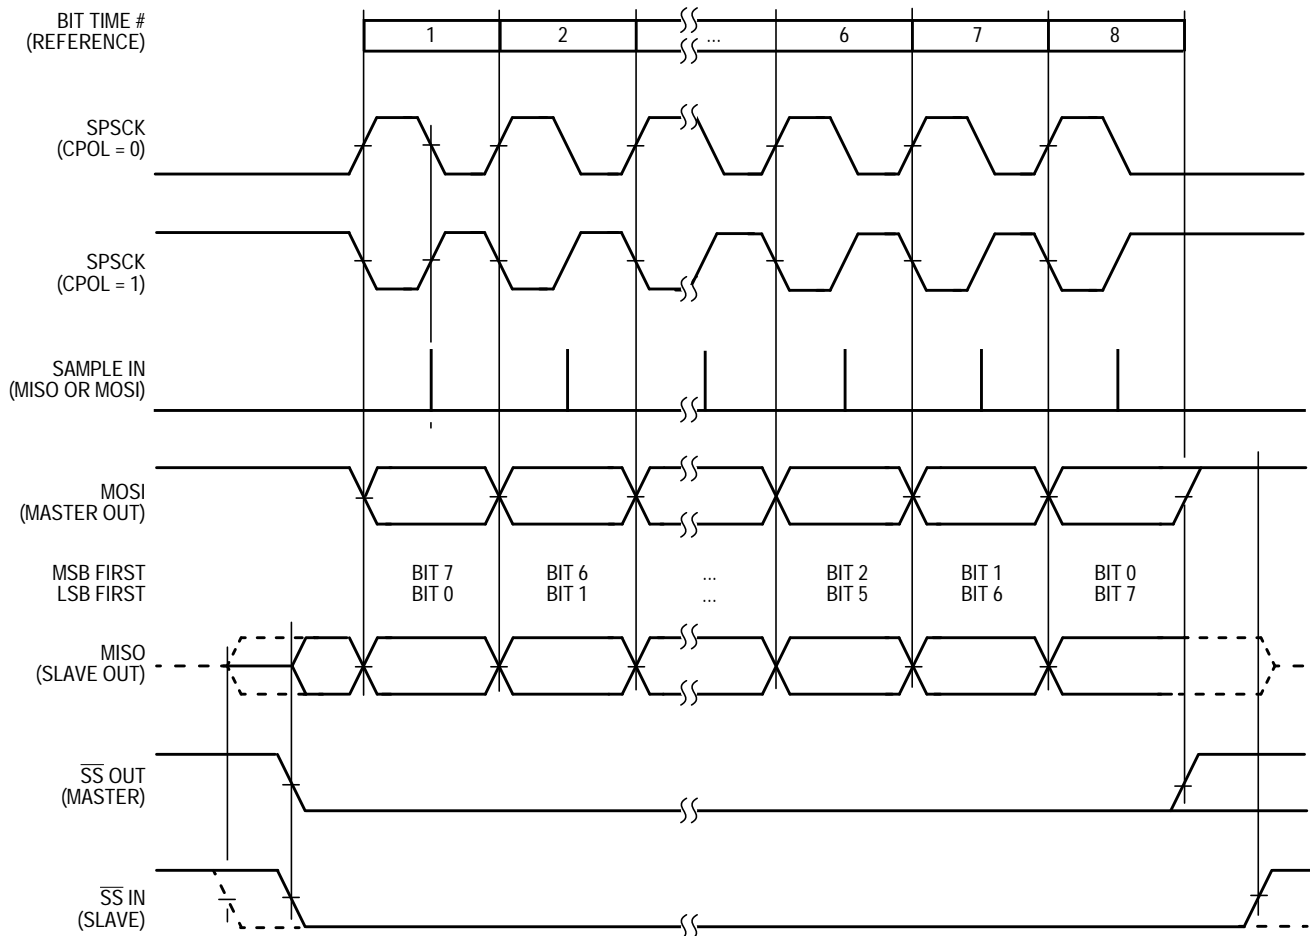 BIT TIME #
(REFERENCE)
1 2 ... 6 7 8
SPSCK
(CPOL = 0)
SPSCK
(CPOL = 1)
SAMPLE IN
(MISO OR MOSI)
MOSI
(MASTER OUT)
MSB FIRST BIT 7 BIT 6 ... BIT 2 BIT 1 BIT 0
LSB FIRST BIT 0 BIT 1 ... BIT 5 BIT 6 BIT 7
MISO
(SLAVE OUT)
S̅S̅ OUT
(MASTER)
S̅S̅ IN
(SLAVE)